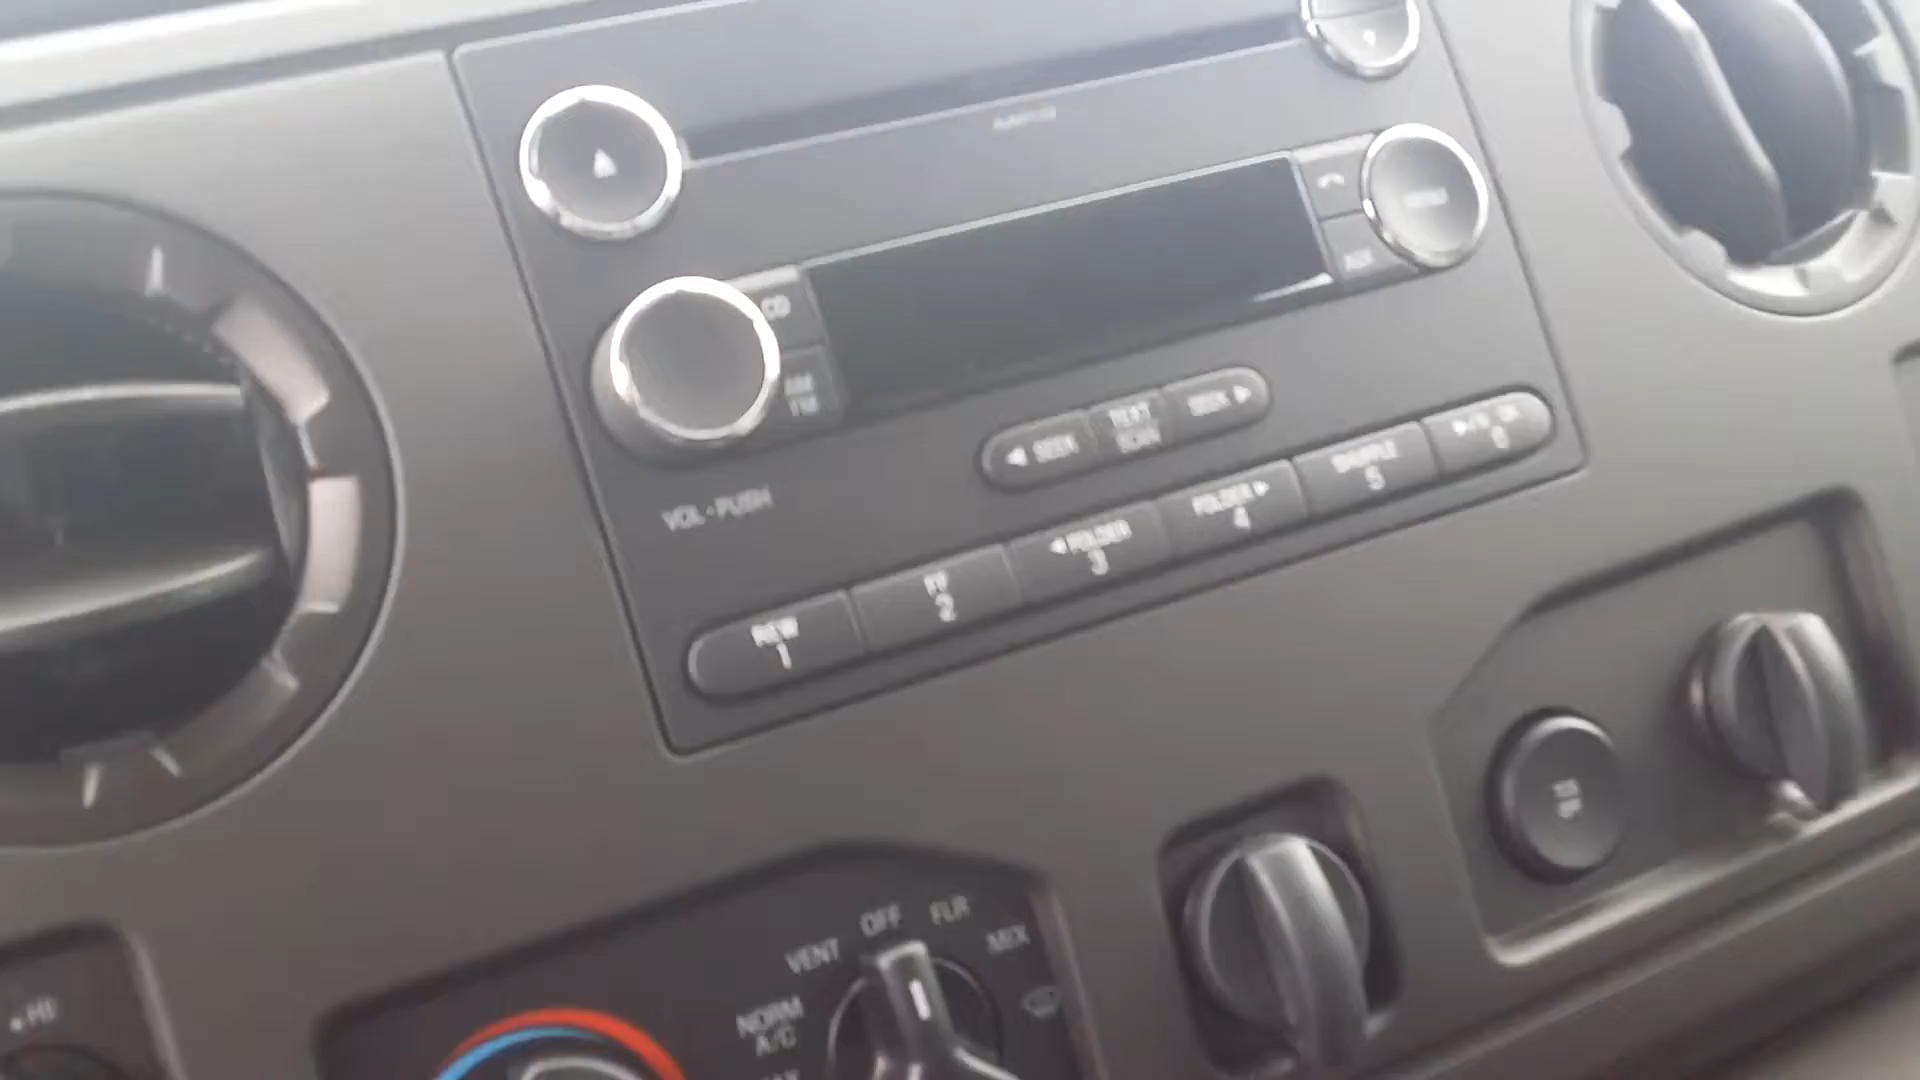 CD
AUX
AM
FM
◀ SEEK
TEXT
SCAN
SEEK ▶
VOL • PUSH
REW
1
FF
2
◀ FOLDER
3
FOLDER ▶
4
SHUFFLE
5
6
OFF
FLR
VENT
MIX
NORM
A/C
HI